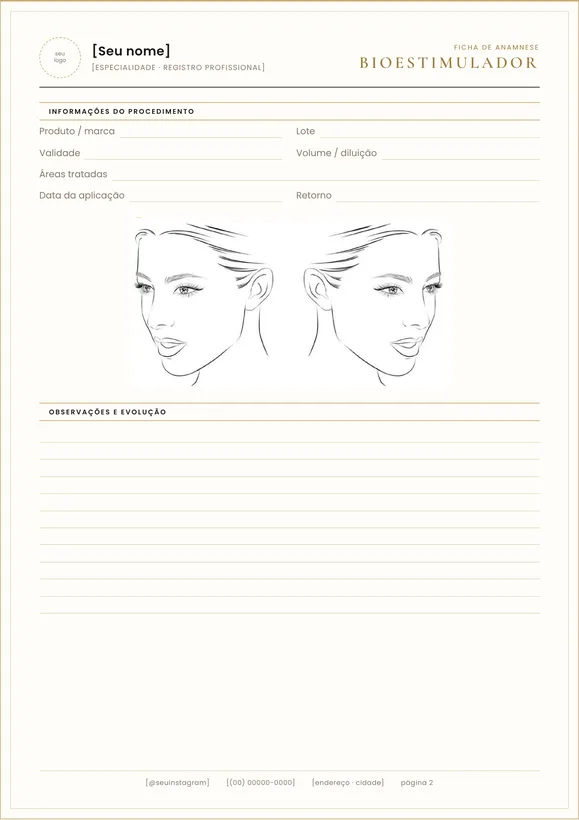 seu
logo
[Seu nome]
[ESPECIALIDADE · REGISTRO PROFISSIONAL]
FICHA DE ANAMNESE
BIOESTIMULADOR
INFORMAÇÕES DO PROCEDIMENTO
Produto / marca
Lote
Validade
Volume / diluição
Áreas tratadas
Data da aplicação
Retorno
OBSERVAÇÕES E EVOLUÇÃO
[@seuinstagram] [(00) 00000-0000] [endereço · cidade] página 2